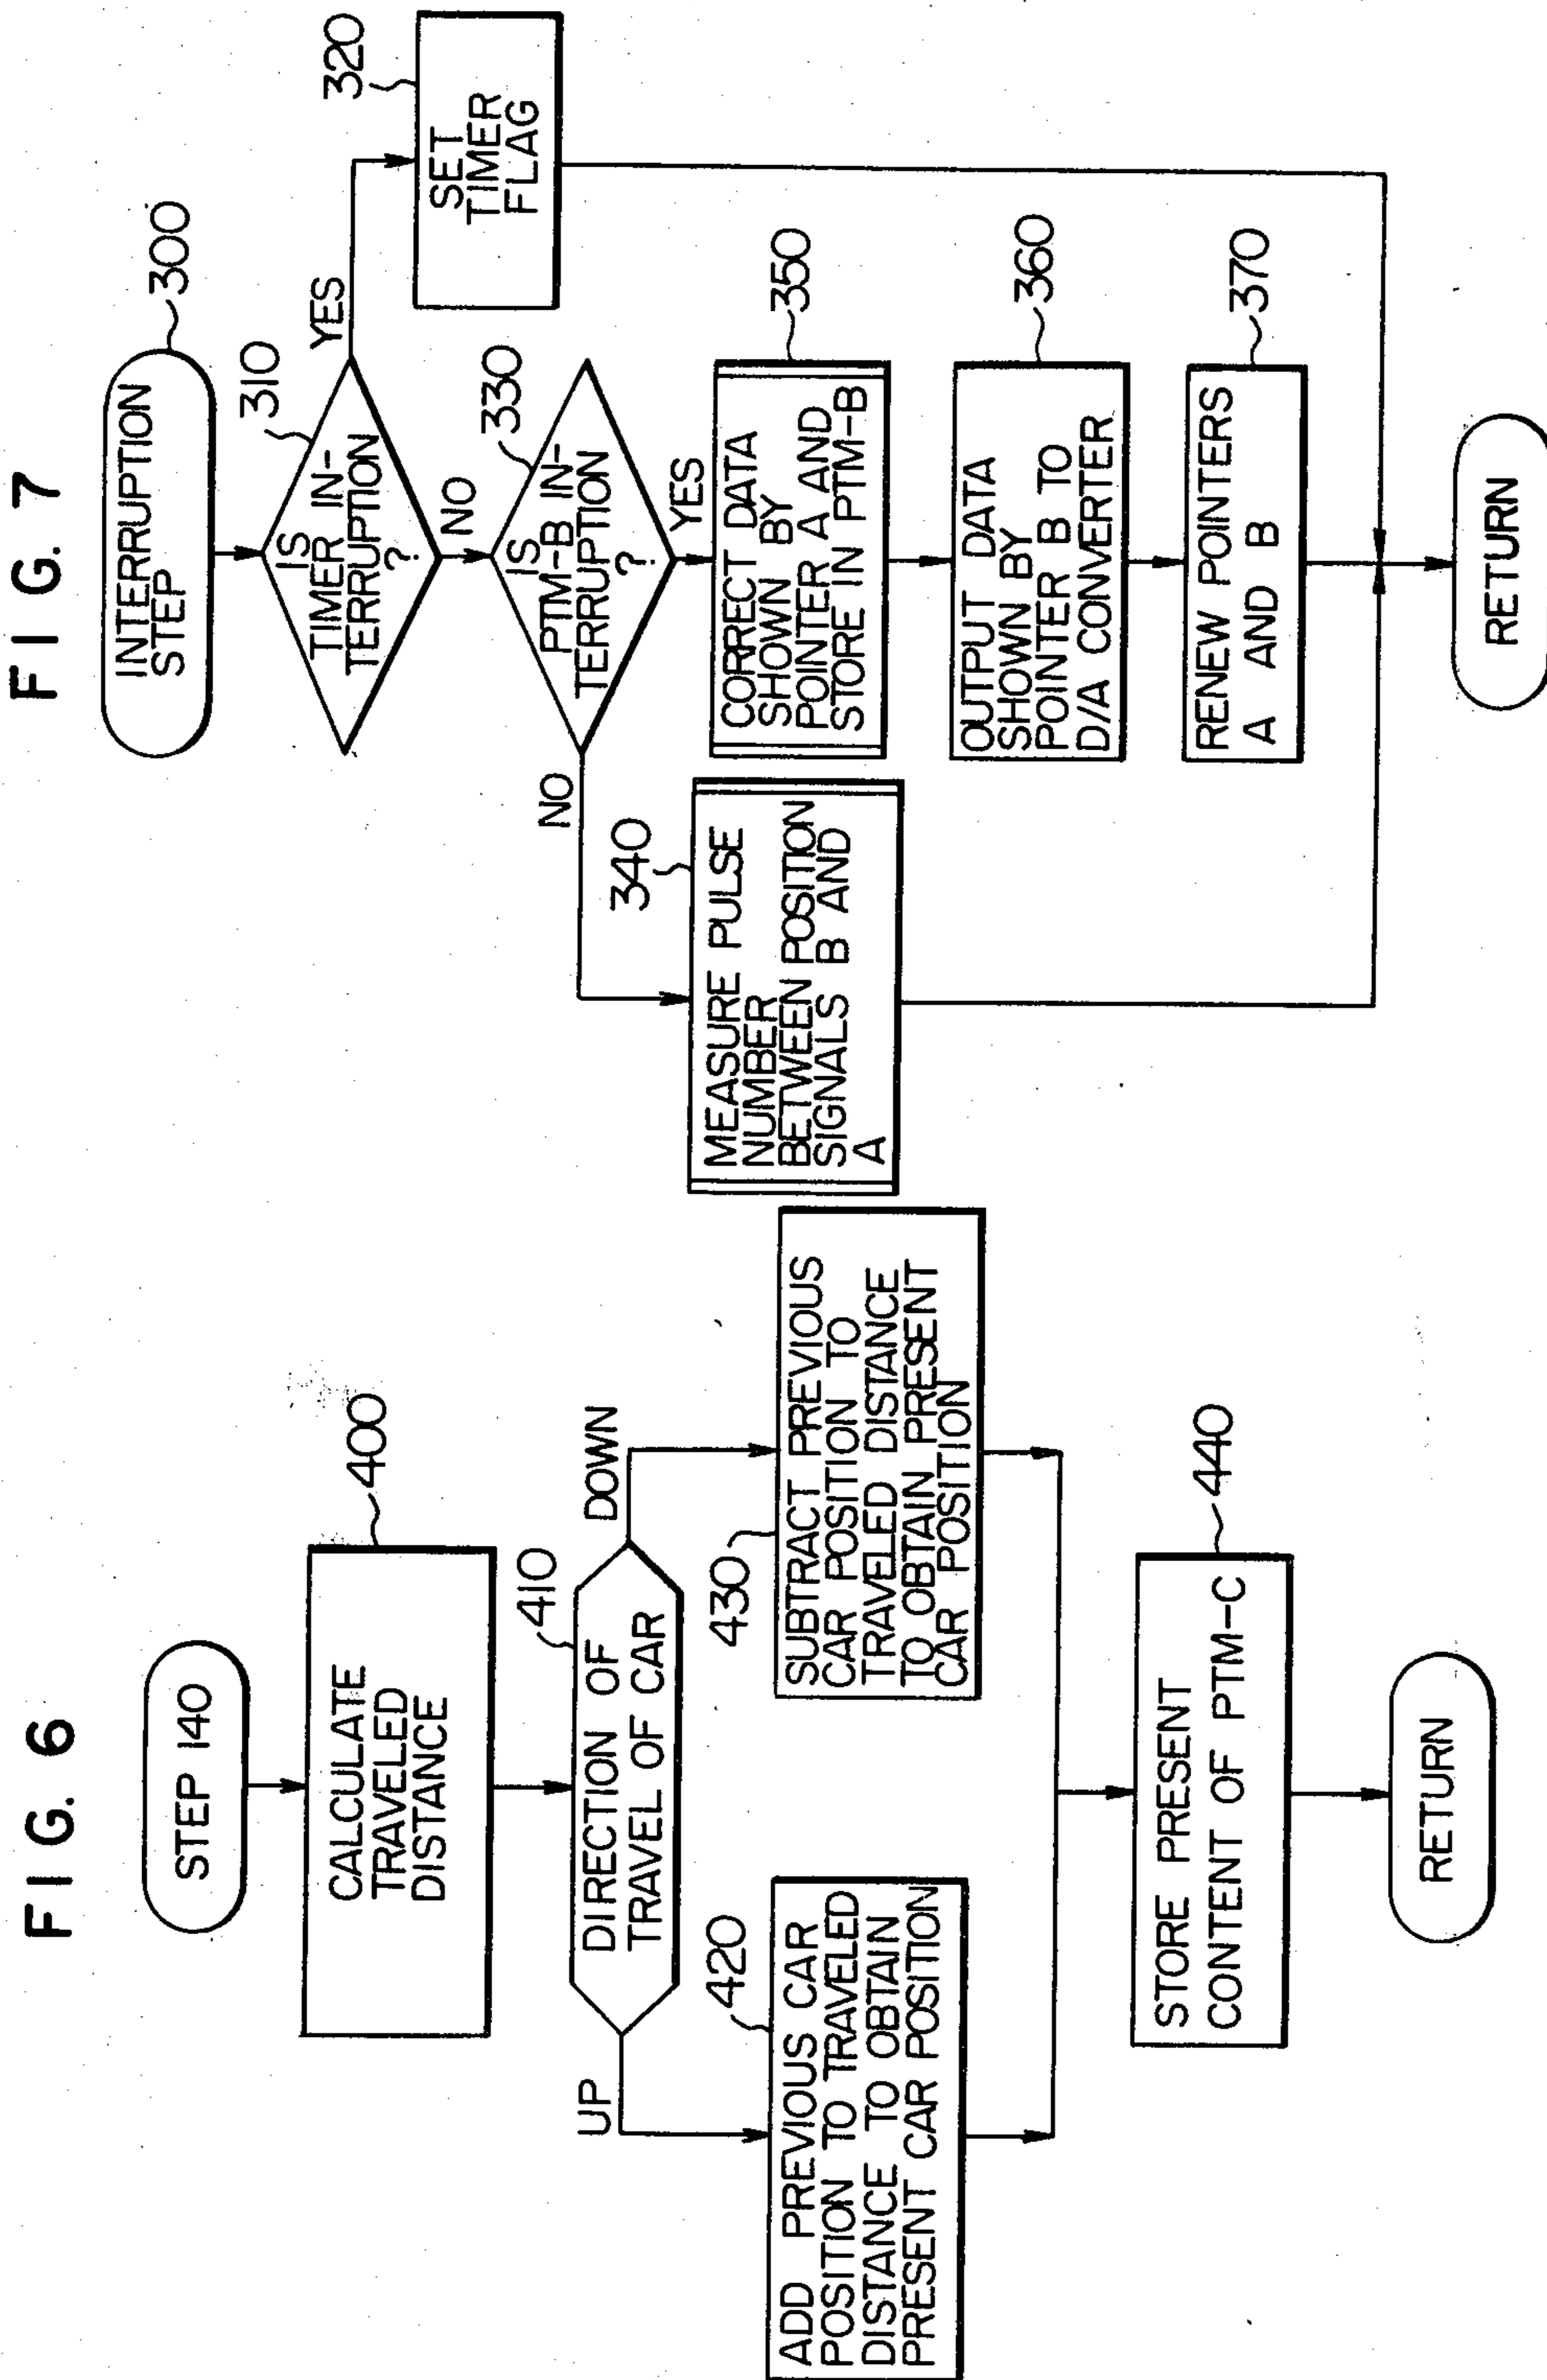 FIG. 6
STEP 140
CALCULATE
TRAVELED
DISTANCE
400
DIRECTION OF
TRAVEL OF CAR
410
UP
DOWN
ADD PREVIOUS CAR
POSITION TO TRAVELED
DISTANCE TO OBTAIN
PRESENT CAR POSITION
420
SUBTRACT PREVIOUS
CAR POSITION TO
TRAVELED DISTANCE
TO OBTAIN PRESENT
CAR POSITION
430
STORE PRESENT
CONTENT OF PTM-C
440
RETURN
FIG. 7
INTERRUPTION
STEP
300
IS
TIMER IN-
TERRUPTION
?
310
YES
NO
SET
TIMER
FLAG
320
IS
PTM-B IN-
TERRUPTION
?
330
NO
YES
MEASURE PULSE
NUMBER
BETWEEN POSITION
SIGNALS B AND
A
340
CORRECT DATA
SHOWN BY
POINTER A AND
STORE IN PTM-B
350
OUTPUT DATA
SHOWN BY
POINTER B TO
D/A CONVERTER
360
RENEW POINTERS
A AND B
370
RETURN